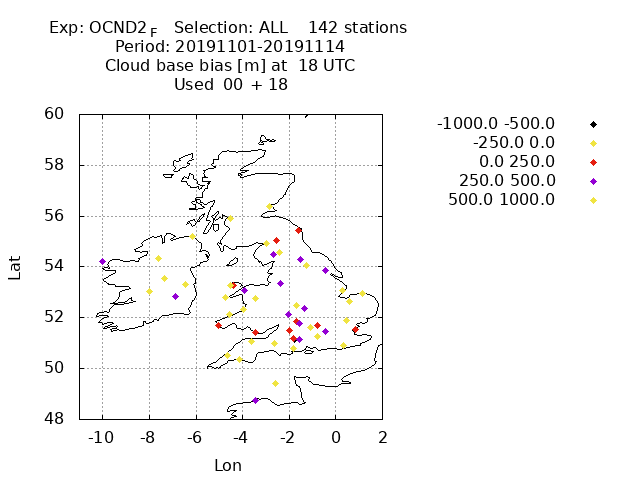 Exp: OCND2_F   Selection: ALL    142 stations
Period: 20191101-20191114
Cloud base bias [m] at  18 UTC
Used  00 + 18
-1000.0 -500.0
-250.0 0.0
0.0 250.0
250.0 500.0
500.0 1000.0
60
58
56
54
52
50
48
Lat
-10 -8 -6 -4 -2 0 2
Lon